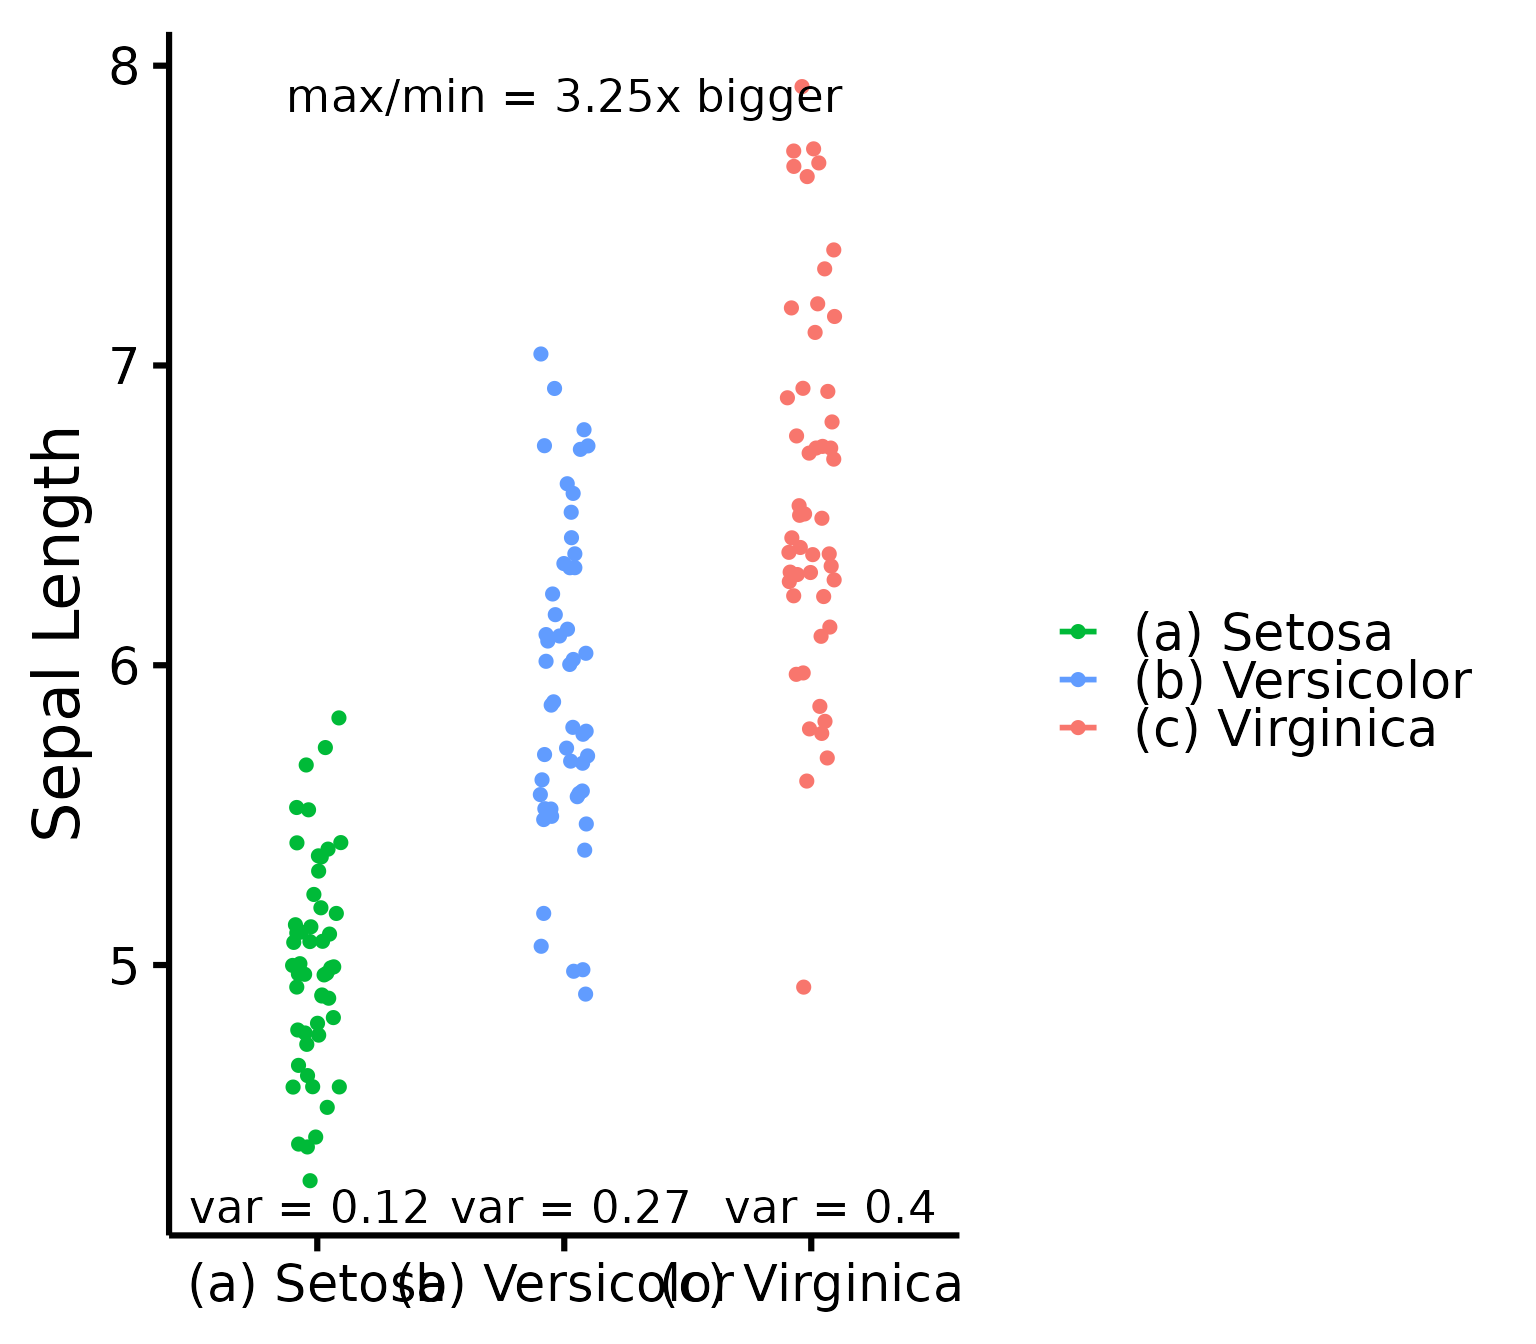 max/min = 3.25x bigger
8
7
6
5
Sepal Length
var = 0.12 var = 0.27 var = 0.4
(a) Setosa (b) Versicolor (c) Virginica
(a) Setosa
(b) Versicolor
(c) Virginica